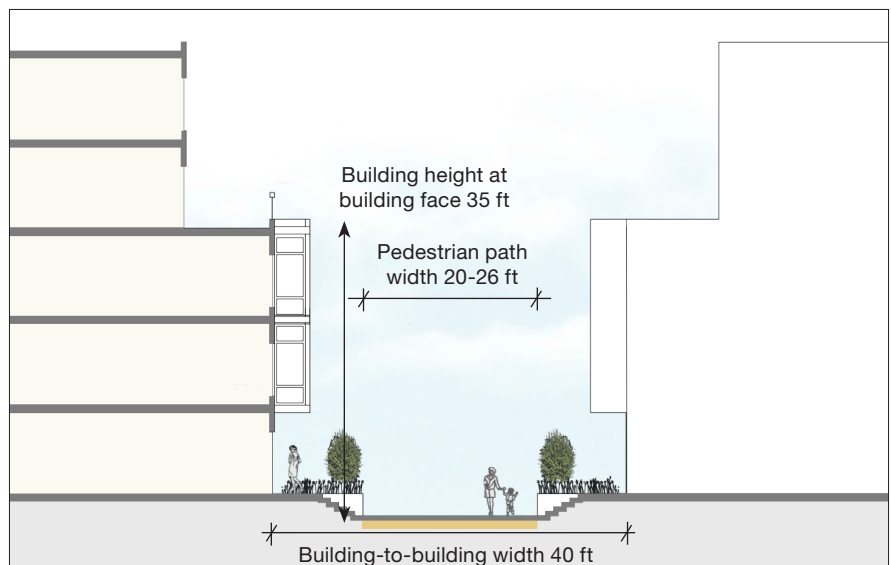 Building height at
building face 35 ft
Pedestrian path
width 20-26 ft
Building-to-building width 40 ft